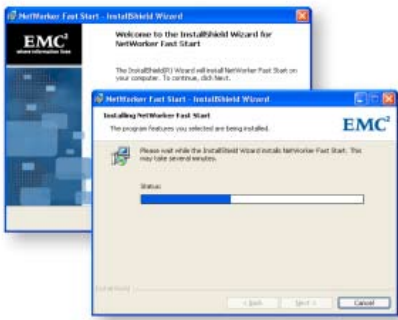 NetWorker Fast Start - InstallShield Wizard
EMC²
where information lives
Welcome to the InstallShield Wizard for
NetWorker Fast Start
The InstallShield(R) Wizard will install NetWorker Fast Start on
your computer. To continue, click Next.
NetWorker Fast Start - InstallShield Wizard
Installing NetWorker Fast Start
The program features you selected are being installed.
EMC²
Please wait while the InstallShield Wizard installs NetWorker Fast Start. This
may take several minutes.
Status:
InstallShield
< Back
Next >
Cancel